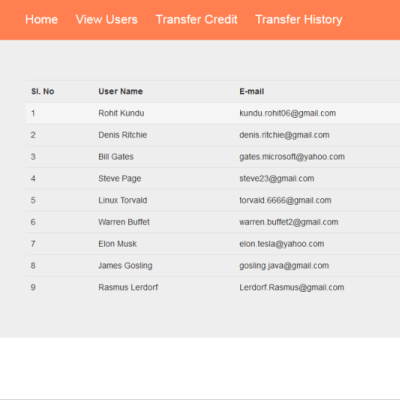 Home View Users Transfer Credit Transfer History
Sl. No User Name E-mail
1 Rohit Kundu kundu.rohit06@gmail.com
2 Denis Ritchie denis.ritchie@gmail.com
3 Bill Gates gates.microsoft@yahoo.com
4 Steve Page steve23@gmail.com
5 Linux Torvald torvald.6666@gmail.com
6 Warren Buffet warren.buffet2@gmail.com
7 Elon Musk elon.tesla@yahoo.com
8 James Gosling gosling.java@gmail.com
9 Rasmus Lerdorf Lerdorf.Rasmus@gmail.com